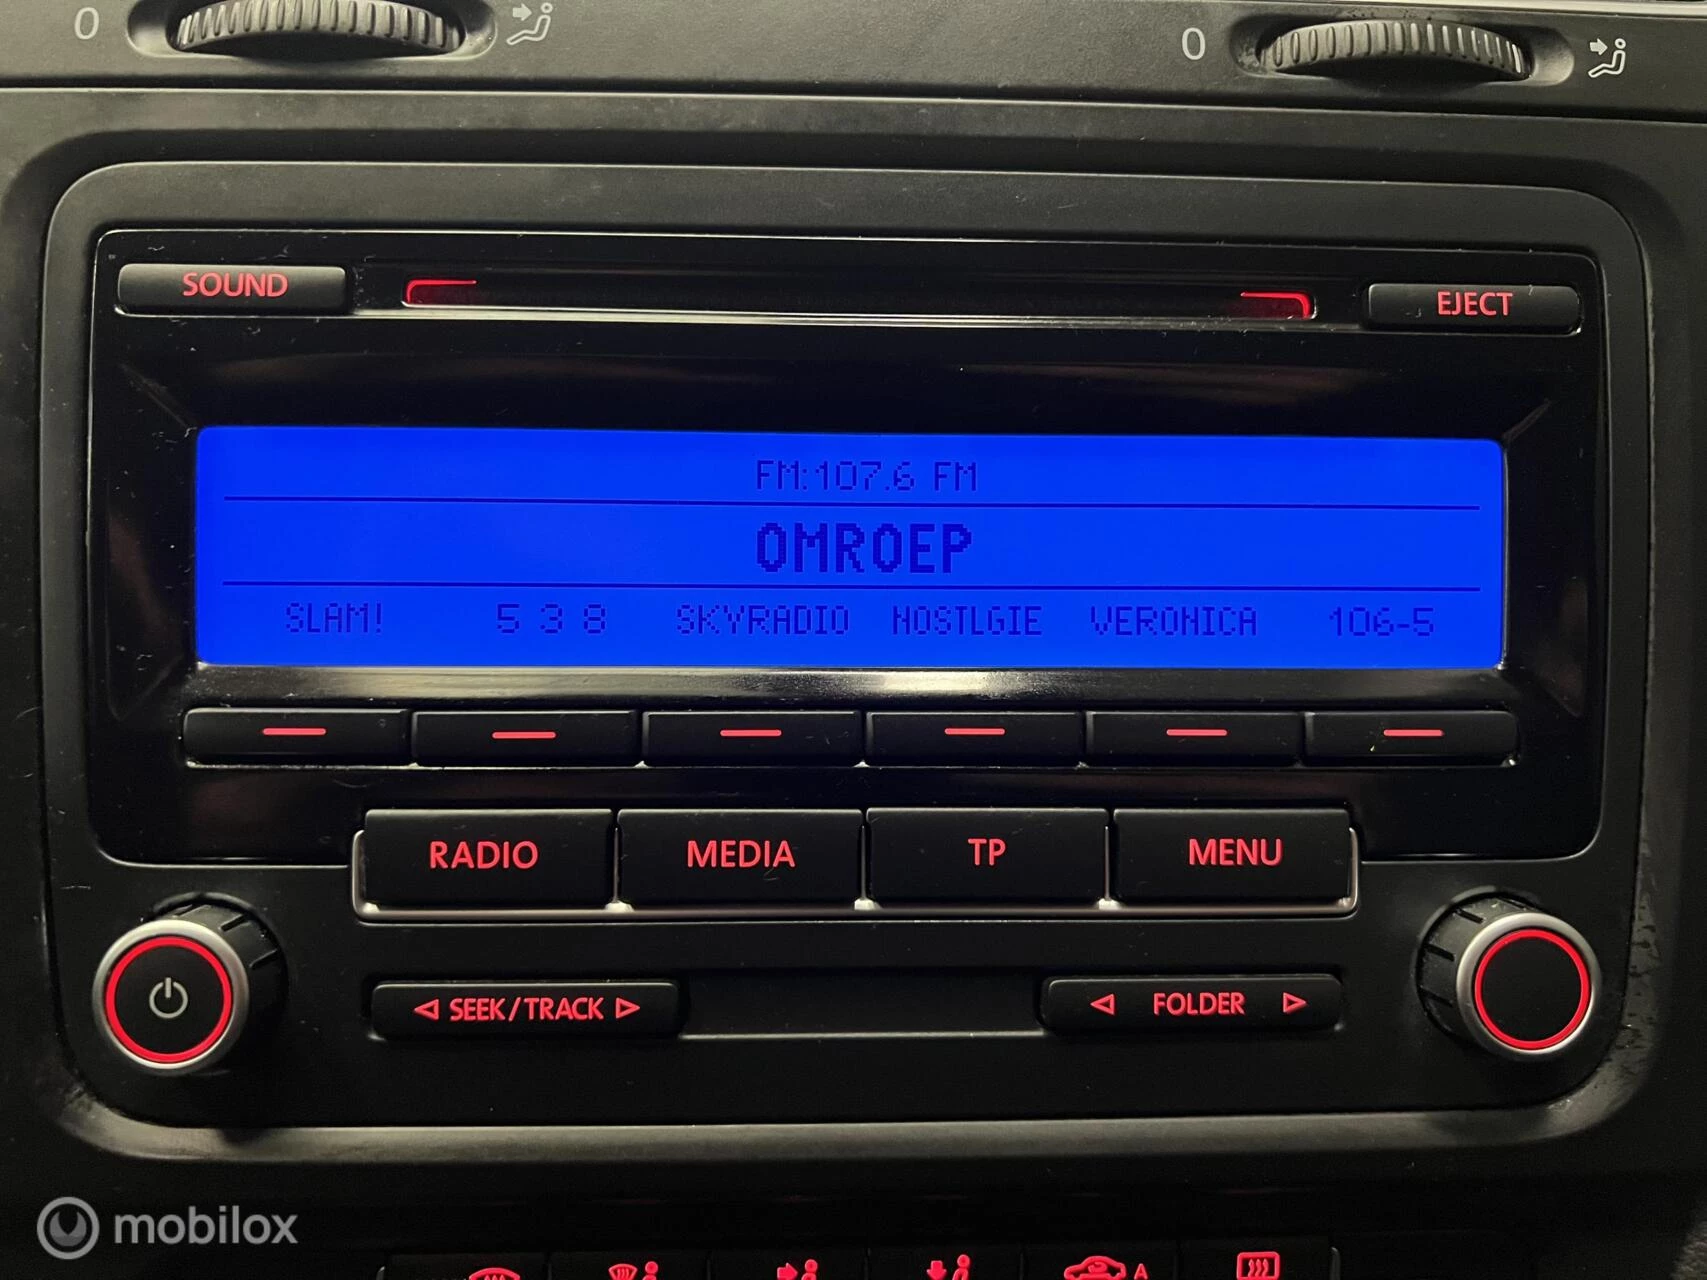 0 0
SOUND EJECT
FM:107.6 FM
OMROEP
SLAM! 5 3 8 SKYRADIO NOSTLGIE VERONICA 106-5
RADIO MEDIA TP MENU
SEEK/TRACK FOLDER
mobilox
A